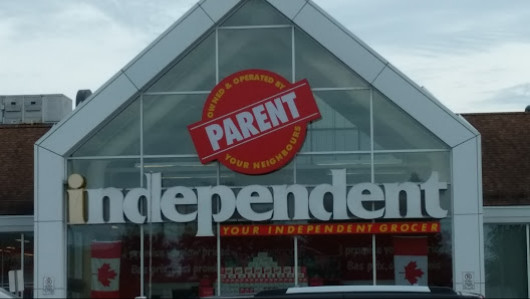 OWNED & OPERATED BY
PARENT
YOUR NEIGHBOURS
independent
YOUR INDEPENDENT GROCER